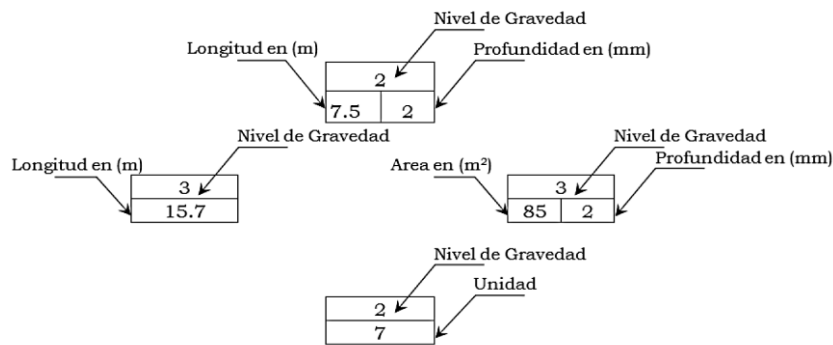 Nivel de Gravedad
Longitud en (m)
Profundidad en (mm)
2
7.5 2
Nivel de Gravedad
Longitud en (m)
3
15.7
Nivel de Gravedad
Area en (m²)
Profundidad en (mm)
3
85 2
Nivel de Gravedad
Unidad
2
7